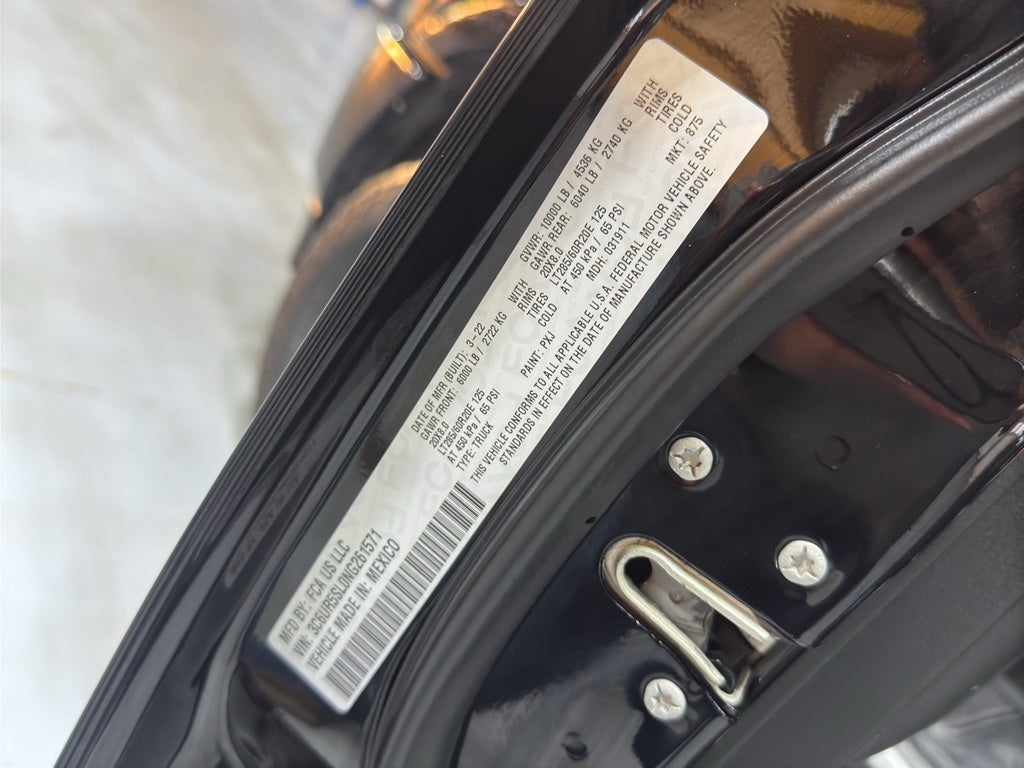 MFD BY: FCA US LLC
VIN: 3C6UR5SL0NG261571
VEHICLE MADE IN: MEXICO
DATE OF MFR (BUILT): 3-22
GAWR FRONT: 6000 LB / 2722 KG WITH
20X8.0 RIMS
LT285/60R20E 125 TIRES
AT 450 kPa / 65 PSI COLD
TYPE: TRUCK
PAINT: PXJ
GVWR: 10000 LB / 4536 KG
GAWR REAR: 6040 LB / 2740 KG WITH
20X8.0 RIMS
LT285/60R20E 125 TIRES
AT 450 kPa / 65 PSI COLD
MDH: 031911
MKT: 875
THIS VEHICLE CONFORMS TO ALL APPLICABLE U.S.A. FEDERAL MOTOR VEHICLE SAFETY
STANDARDS IN EFFECT ON THE DATE OF MANUFACTURE SHOWN ABOVE.